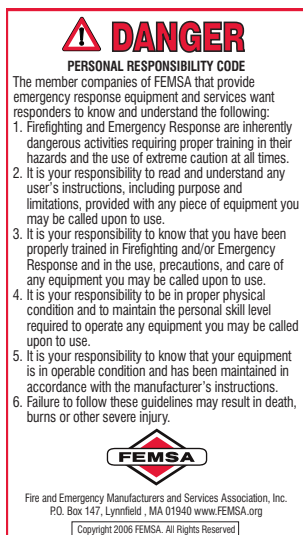 DANGER
PERSONAL RESPONSIBILITY CODE
The member companies of FEMSA that provide
emergency response equipment and services want
responders to know and understand the following:
1. Firefighting and Emergency Response are inherently
dangerous activities requiring proper training in their
hazards and the use of extreme caution at all times.
2. It is your responsibility to read and understand any
user's instructions, including purpose and
limitations, provided with any piece of equipment you
may be called upon to use.
3. It is your responsibility to know that you have been
properly trained in Firefighting and/or Emergency
Response and in the use, precautions, and care of
any equipment you may be called upon to use.
4. It is your responsibility to be in proper physical
condition and to maintain the personal skill level
required to operate any equipment you may be called
upon to use.
5. It is your responsibility to know that your equipment
is in operable condition and has been maintained in
accordance with the manufacturer's instructions.
6. Failure to follow these guidelines may result in death,
burns or other severe injury.
FEMSA
Fire and Emergency Manufacturers and Services Association, Inc.
P.O. Box 147, Lynnfield , MA 01940 www.FEMSA.org
Copyright 2006 FEMSA. All Rights Reserved